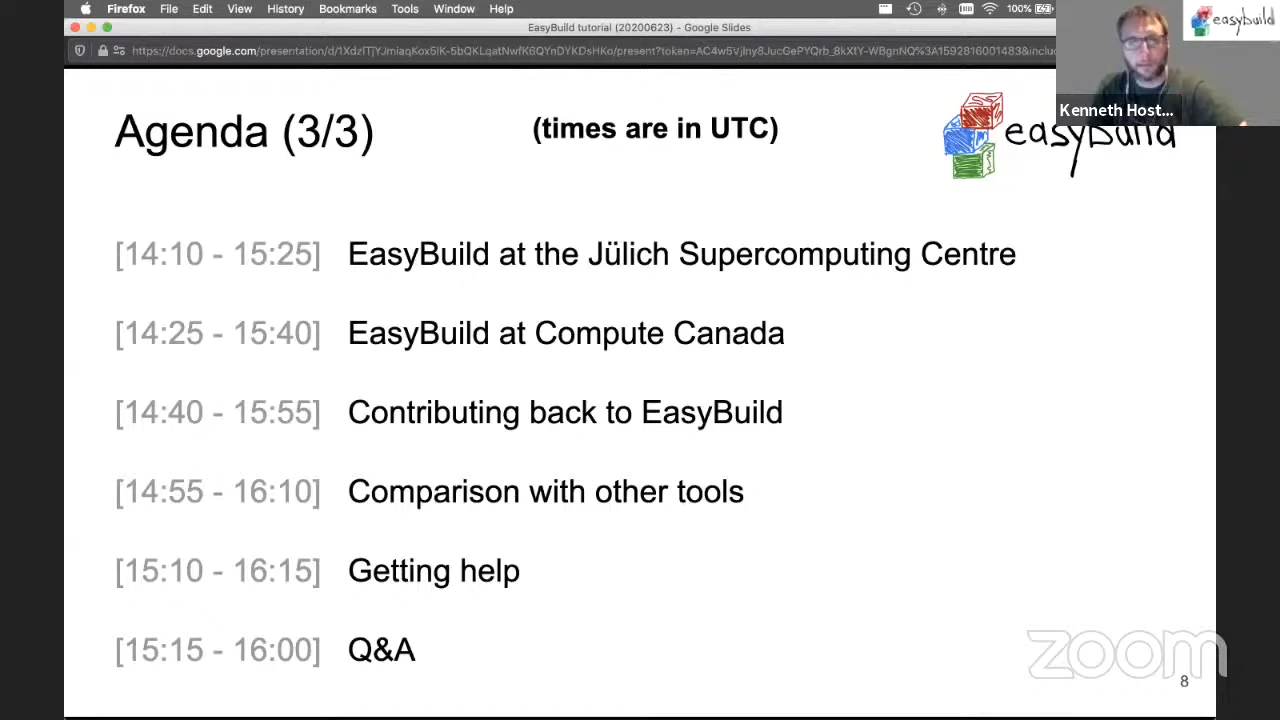 Firefox File Edit View History Bookmarks Tools Window Help 100%
EasyBuild tutorial (20200623) - Google Slides
easybuild
Kenneth Host...
Agenda (3/3)
(times are in UTC)
easybuild
[14:10 - 15:25] EasyBuild at the Jülich Supercomputing Centre
[14:25 - 15:40] EasyBuild at Compute Canada
[14:40 - 15:55] Contributing back to EasyBuild
[14:55 - 16:10] Comparison with other tools
[15:10 - 16:15] Getting help
[15:15 - 16:00] Q&A
zoom
8